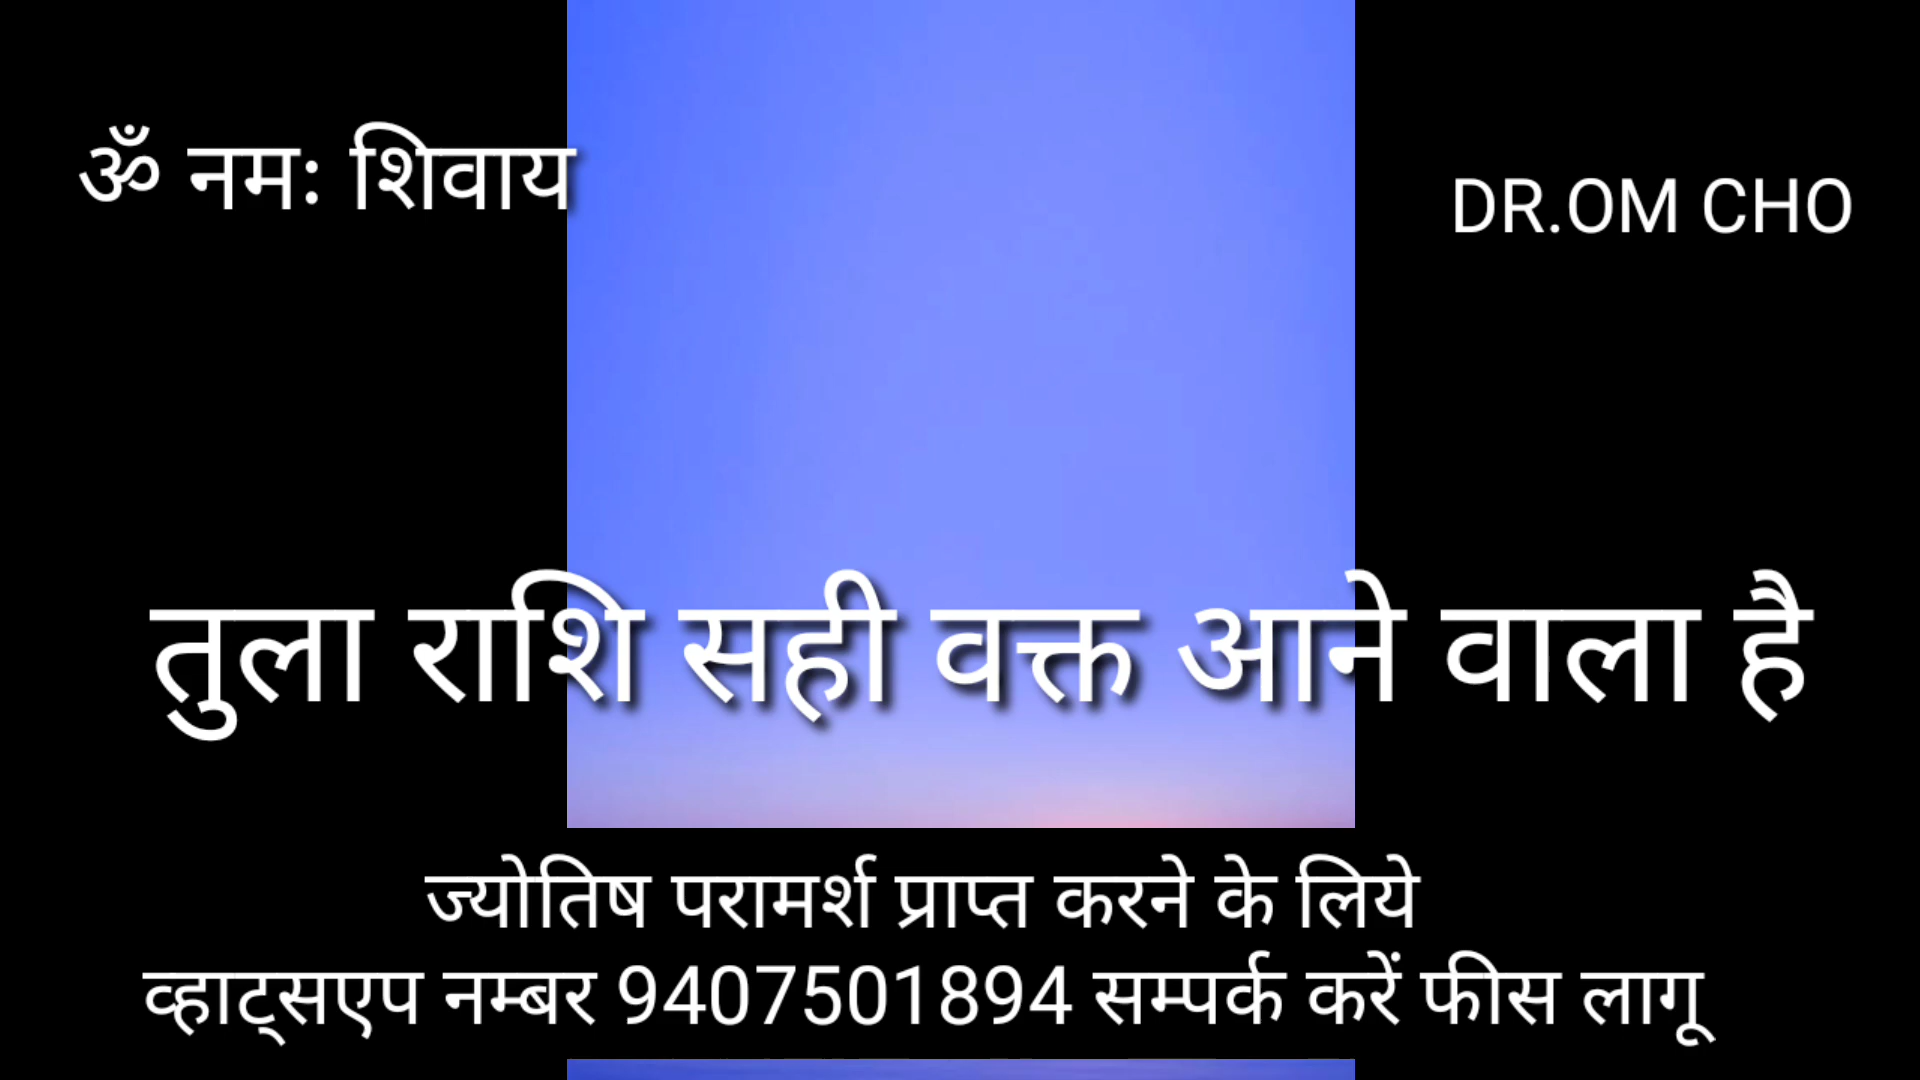 ॐ नमः शिवाय
DR.OM CHO
तुला राशि सही वक्त आने वाला है
ज्योतिष परामर्श प्राप्त करने के लिये
व्हाट्सएप नम्बर 9407501894 सम्पर्क करें फीस लागू